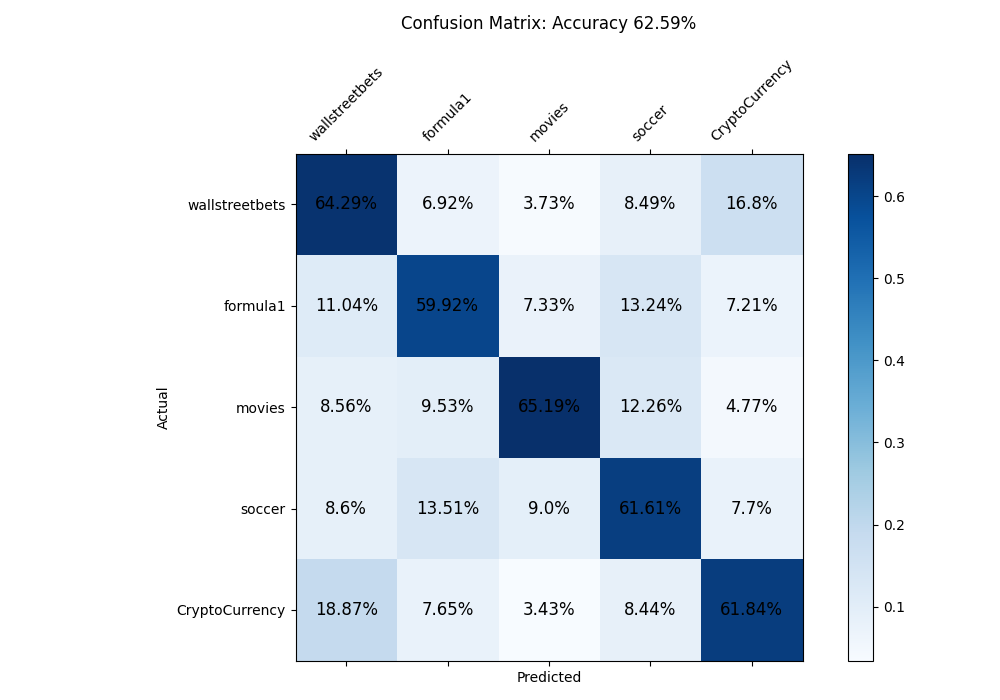 Confusion Matrix: Accuracy 62.59%
wallstreetbets formula1 movies soccer CryptoCurrency
wallstreetbets 64.29% 6.92% 3.73% 8.49% 16.8%
formula1 11.04% 59.92% 7.33% 13.24% 7.21%
movies 8.56% 9.53% 65.19% 12.26% 4.77%
soccer 8.6% 13.51% 9.0% 61.61% 7.7%
CryptoCurrency 18.87% 7.65% 3.43% 8.44% 61.84%
Actual
Predicted
0.6
0.5
0.4
0.3
0.2
0.1